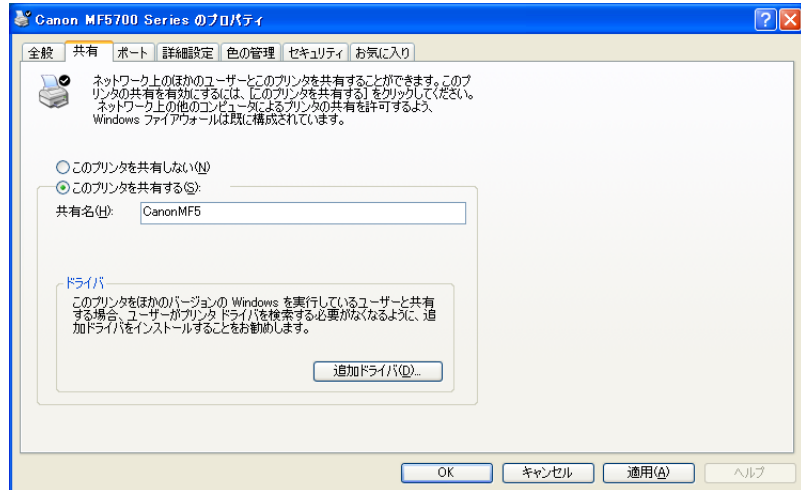 Canon MF5700 Series のプロパティ
全般 共有 ポート 詳細設定 色の管理 セキュリティ お気に入り
ネットワーク上のほかのユーザーとこのプリンタを共有することができます。このプ
リンタの共有を有効にするには、[このプリンタを共有する] をクリックしてください。
ネットワーク上の他のコンピュータによるプリンタの共有を許可するよう、
Windows ファイアウォールは既に構成されています。
このプリンタを共有しない(N)
このプリンタを共有する(S):
共有名(H): CanonMF5
ドライバ
このプリンタをほかのバージョンの Windows を実行しているユーザーと共有
する場合、ユーザーがプリンタ ドライバを検索する必要がなくなるように、追
加ドライバをインストールすることをお勧めします。
追加ドライバ(D)...
OK キャンセル 適用(A) ヘルプ